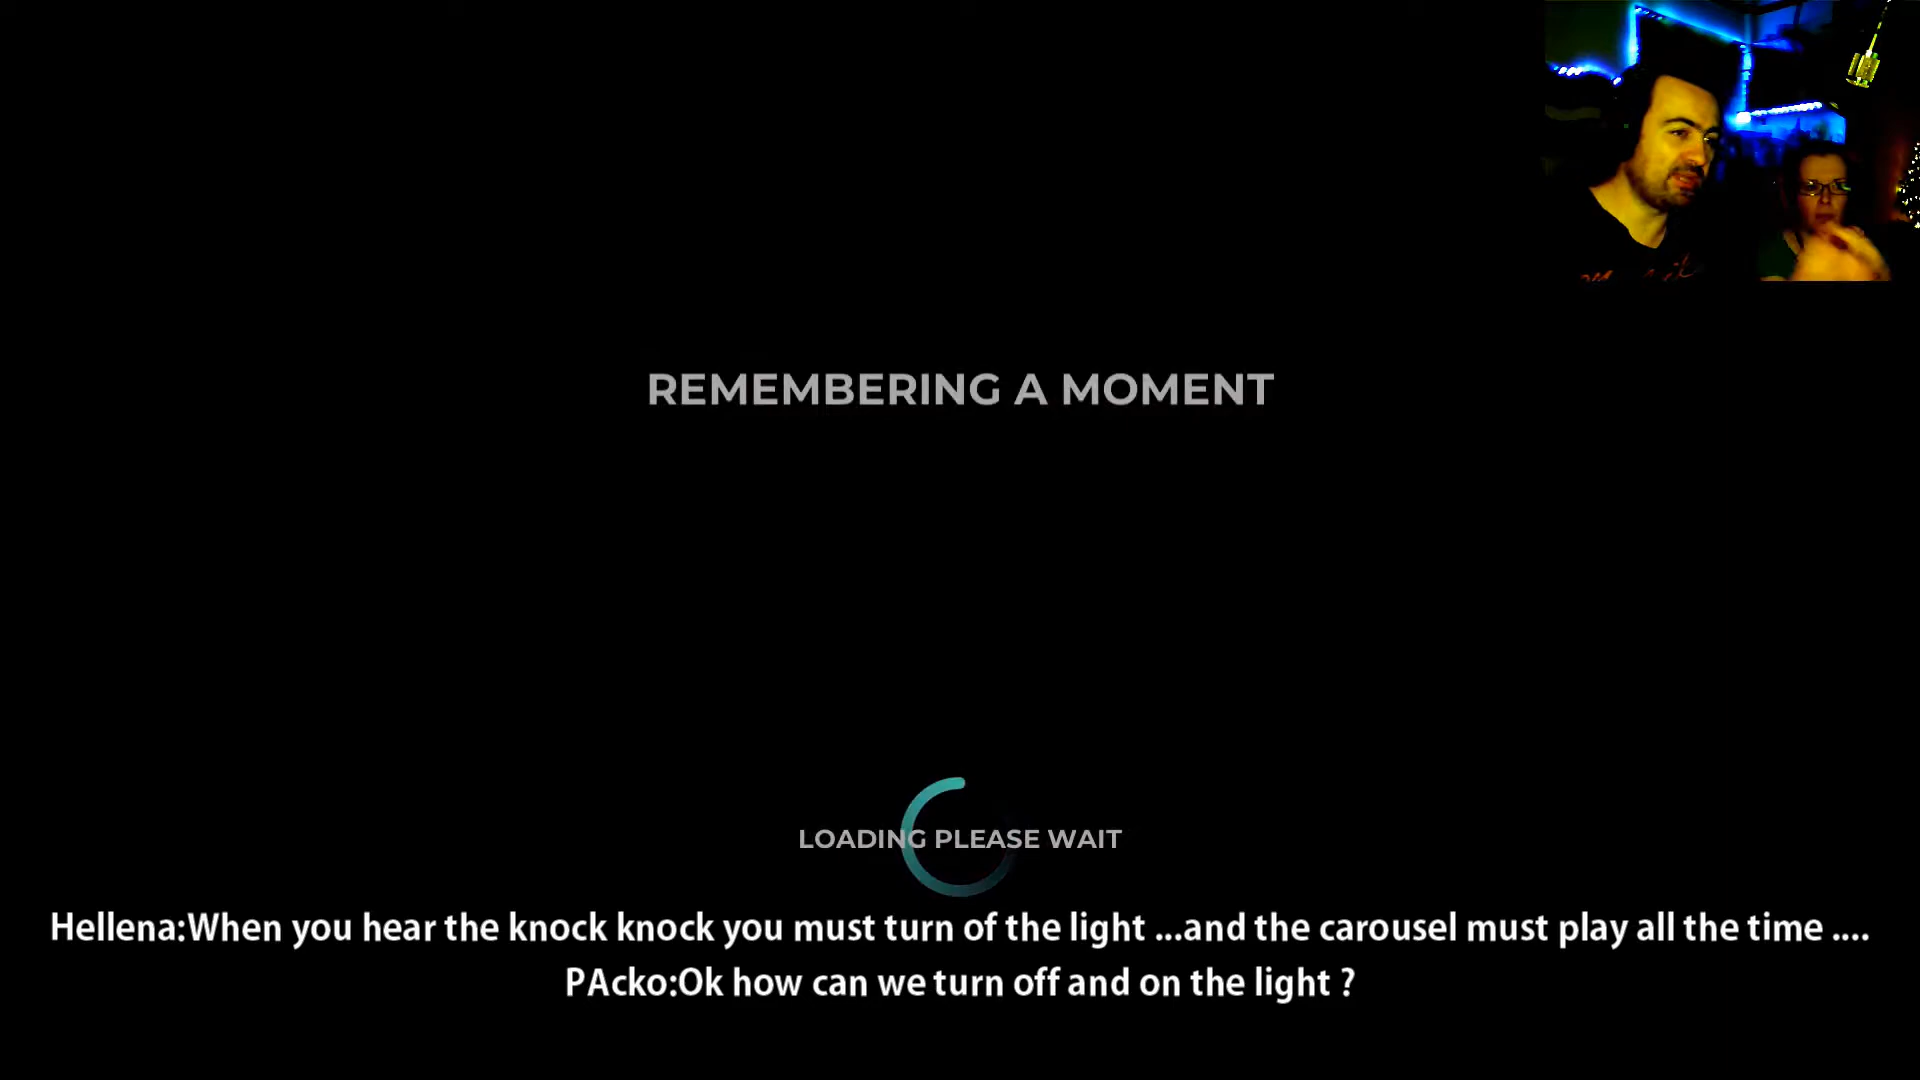 REMEMBERING A MOMENT
LOADING PLEASE WAIT
Hellena:When you hear the knock knock you must turn of the light ...and the carousel must play all the time ....
PAcko:Ok how can we turn off and on the light ?